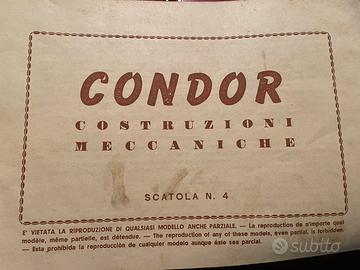 CONDOR
COSTRUZIONI
MECCANICHE
SCATOLA N. 4
E' VIETATA LA RIPRODUZIONE DI QUALSIASI MODELLO ANCHE PARZIALE. — La reproduction de n'importe quel
modèle, même partielle, est défendue. — The reproduction of any of these models, even partial, is forbidden.
— Esta prohibida la reproducción de cualquier modelo aunque éste sea parcial.
subito